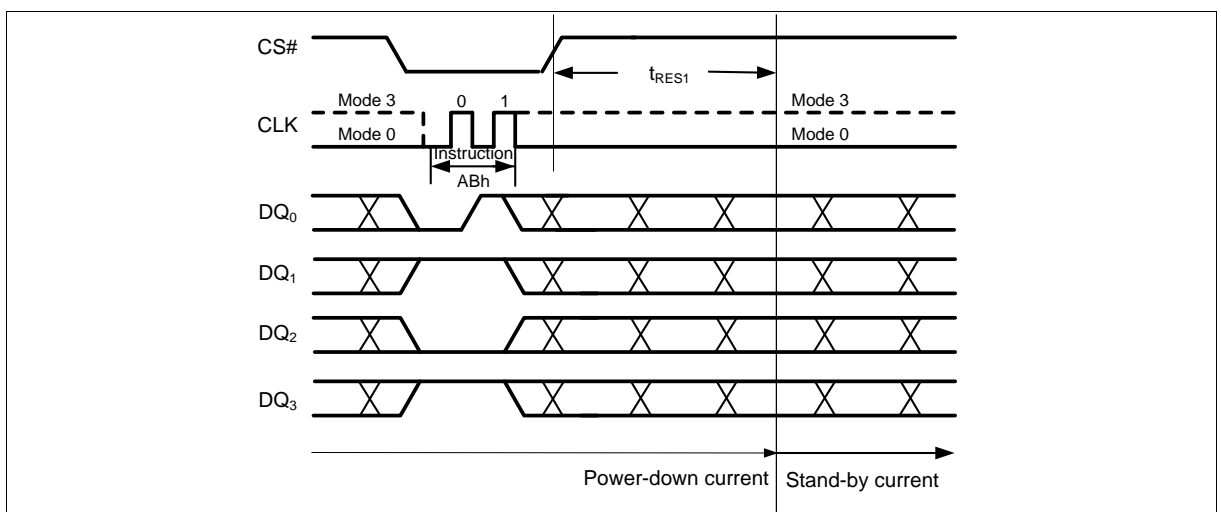 CS#
tRES1
Mode 3
0 1
Mode 3
CLK
Mode 0
Mode 0
Instruction
ABh
DQ0
DQ1
DQ2
DQ3
Power-down current
Stand-by current